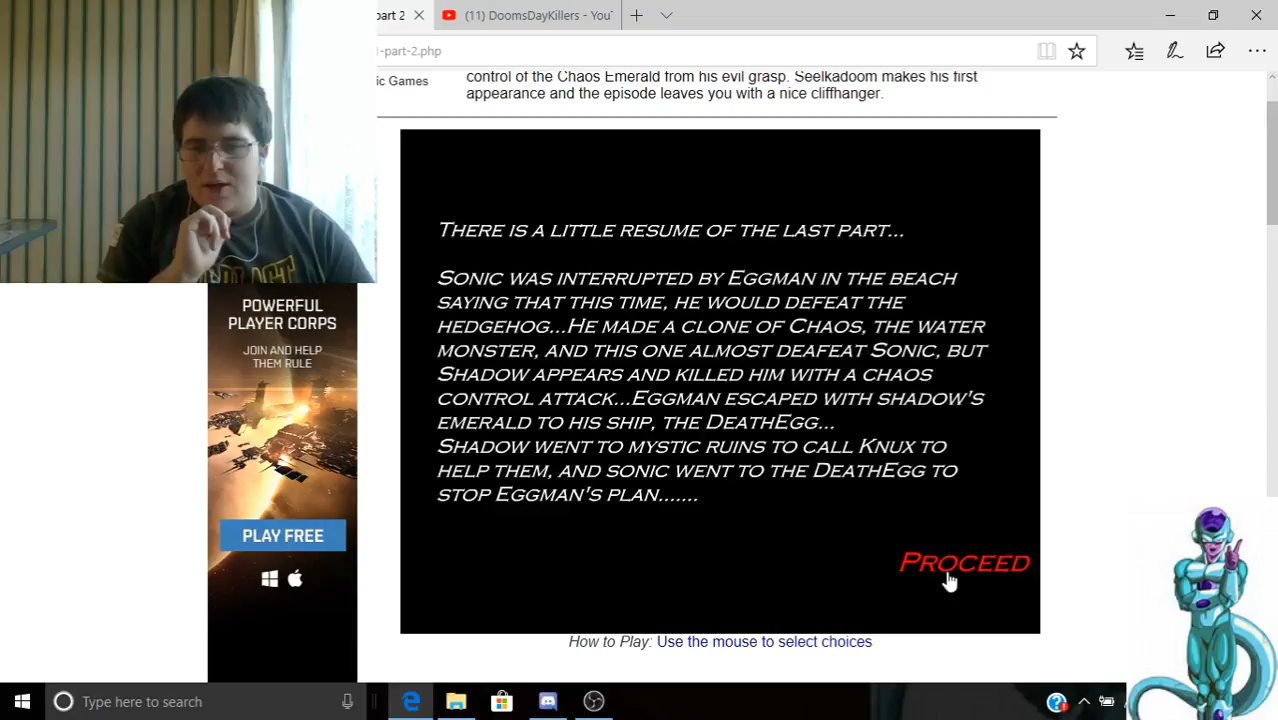 part 2
(11) DoomsDayKillers - You
1-part-2.php
ic Games
control of the Chaos Emerald from his evil grasp. Seelkadoom makes his first
appearance and the episode leaves you with a nice cliffhanger.
There is a little resume of the last part...
Sonic was interrupted by Eggman in the beach
saying that this time, he would defeat the
hedgehog...He made a clone of Chaos, the water
monster, and this one almost deafeat Sonic, but
Shadow appears and killed him with a chaos
control attack...Eggman escaped with shadow's
emerald to his ship, the DeathEgg...
Shadow went to mystic ruins to call Knux to
help them, and sonic went to the DeathEgg to
stop Eggman's plan.......
Proceed
How to Play: Use the mouse to select choices
POWERFUL
PLAYER CORPS
JOIN AND HELP
THEM RULE
PLAY FREE
Type here to search